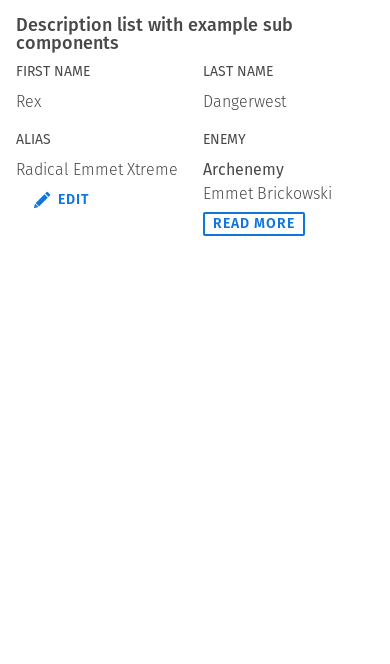 Description list with example sub
components
FIRST NAME
Rex
LAST NAME
Dangerwest
ALIAS
Radical Emmet Xtreme
EDIT
ENEMY
Archenemy
Emmet Brickowski
READ MORE